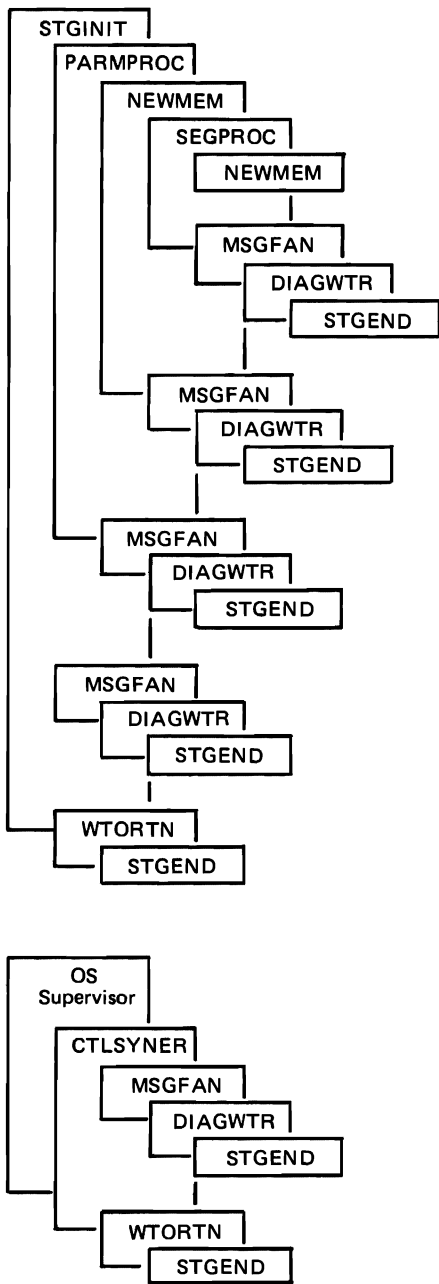 STGINIT
PARMPROC
NEWMEM
SEGPROC
NEWMEM
MSGFAN
DIAGWTR
STGEND
MSGFAN
DIAGWTR
STGEND
MSGFAN
DIAGWTR
STGEND
MSGFAN
DIAGWTR
STGEND
WTORTN
STGEND
OS
Supervisor
CTLSYNER
MSGFAN
DIAGWTR
STGEND
WTORTN
STGEND